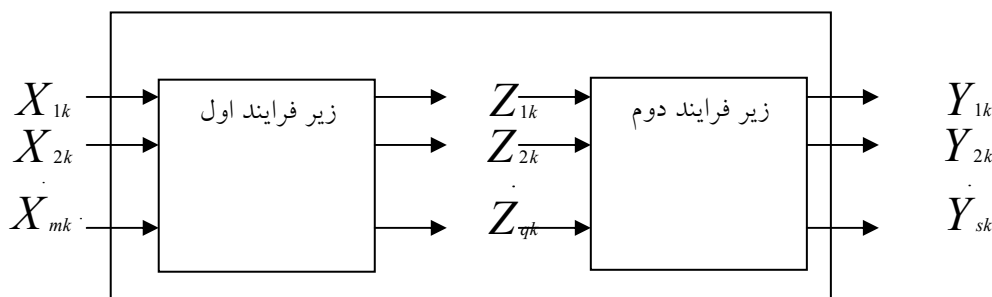 زیر فرایند اول
زیر فرایند دوم
X1k Z1k Y1k
X2k Z2k Y2k
Xmk Zqk Ysk